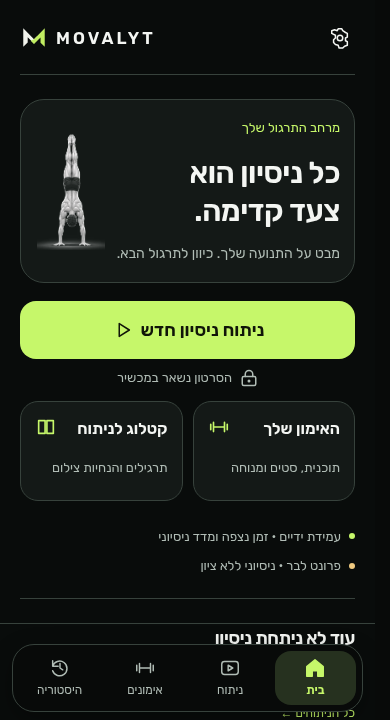 MOVALYT
מרחב התרגול שלך
כל ניסיון הוא
צעד קדימה.
מבט על התנועה שלך. כיוון לתרגול הבא.
ניתוח ניסיון חדש
הסרטון נשאר במכשיר
האימון שלך
תוכנית, סטים ומנוחה
קטלוג לניתוח
תרגילים והנחיות צילום
עמידת ידיים • זמן נצפה ומדד ניסיוני
פרונט לבר • ניסיוני ללא ציון
עוד לא ניתחת ניסיון
בית
ניתוח
אימונים
היסטוריה
כל הניתוחים ←